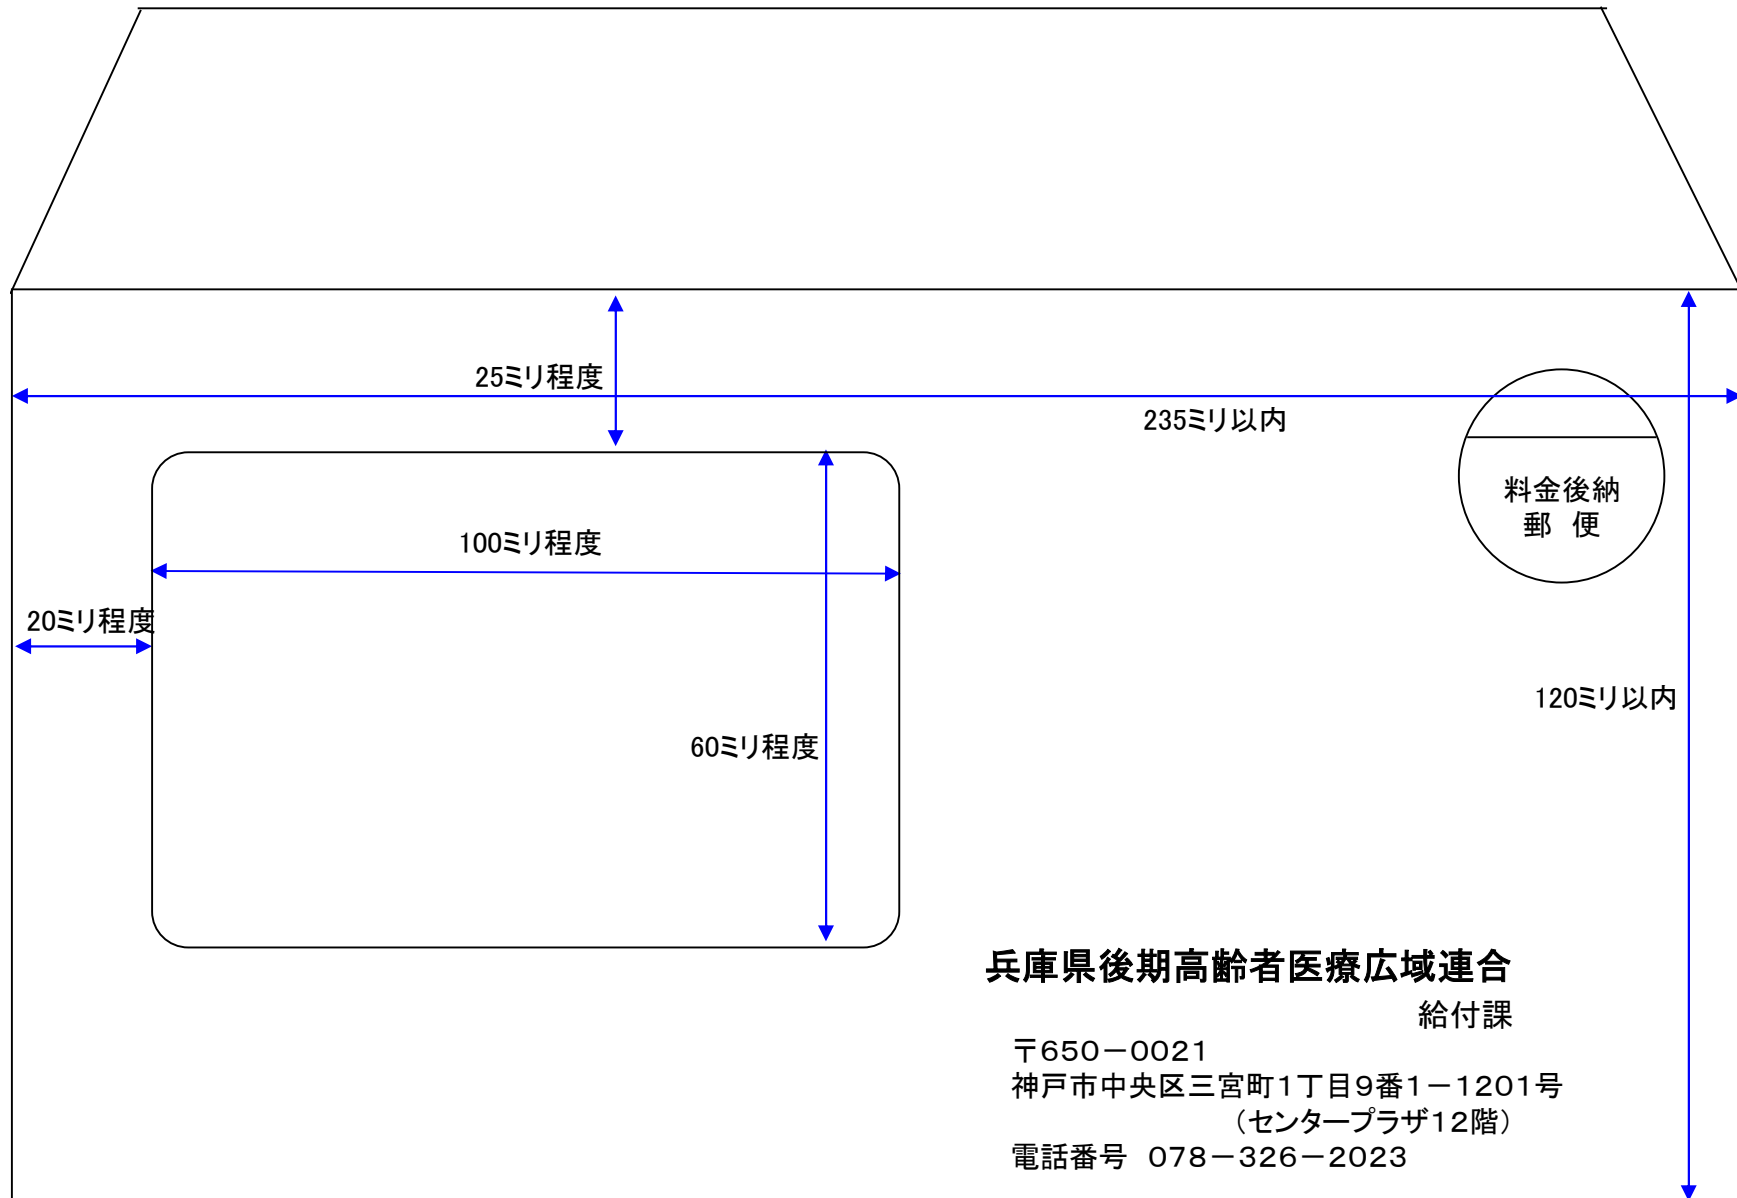 25ミリ程度
235ミリ以内
料金後納
郵 便
100ミリ程度
20ミリ程度
120ミリ以内
60ミリ程度
兵庫県後期高齢者医療広域連合
給付課
〒650-0021
神戸市中央区三宮町1丁目9番1-1201号
(センタープラザ12階)
電話番号 078-326-2023